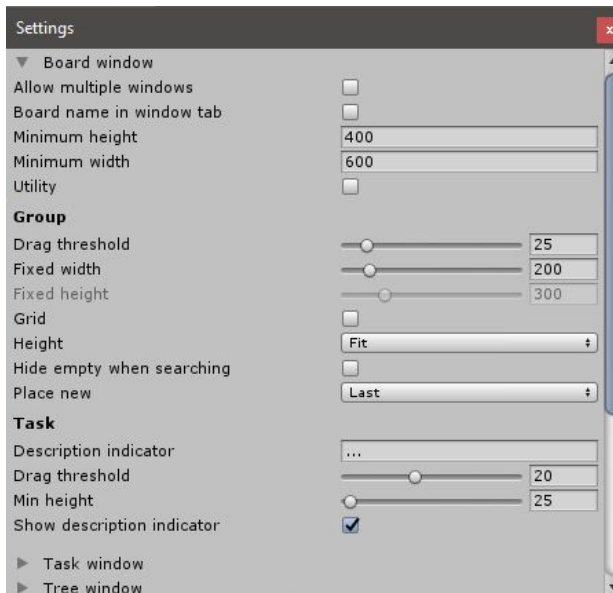 Settings
x
Board window
Allow multiple windows
Board name in window tab
Minimum height 400
Minimum width 600
Utility
Group
Drag threshold 25
Fixed width 200
Fixed height 300
Grid
Height Fit
Hide empty when searching
Place new Last
Task
Description indicator ...
Drag threshold 20
Min height 25
Show description indicator
Task window
Tree window